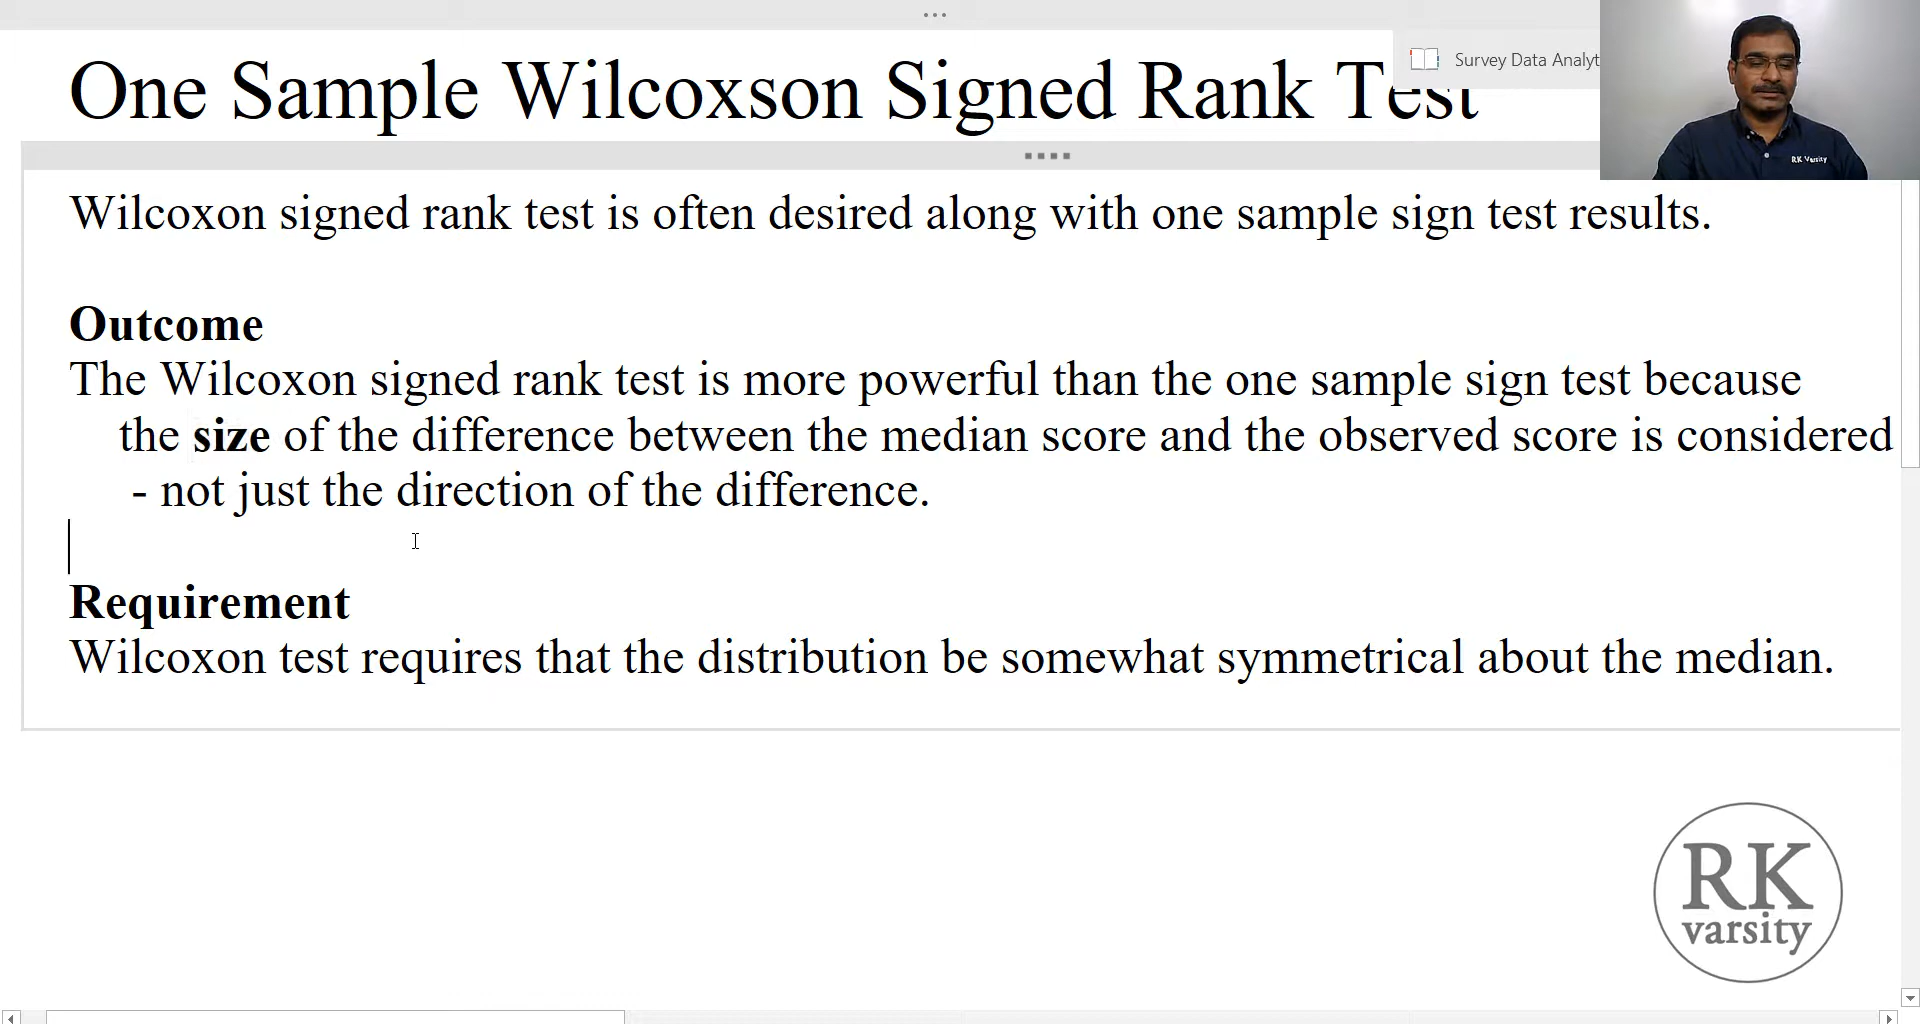 One Sample Wilcoxson Signed Rank Test
Survey Data Analyt
RK Varsity
Wilcoxon signed rank test is often desired along with one sample sign test results.
Outcome
The Wilcoxon signed rank test is more powerful than the one sample sign test because
the size of the difference between the median score and the observed score is considered
- not just the direction of the difference.
Requirement
Wilcoxon test requires that the distribution be somewhat symmetrical about the median.
RK
varsity